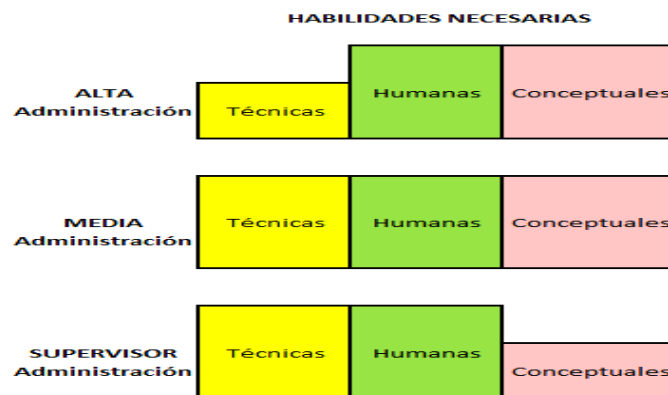 HABILIDADES NECESARIAS
ALTA
Administración
Técnicas
Humanas
Conceptuales
MEDIA
Administración
Técnicas
Humanas
Conceptuales
SUPERVISOR
Administración
Técnicas
Humanas
Conceptuales